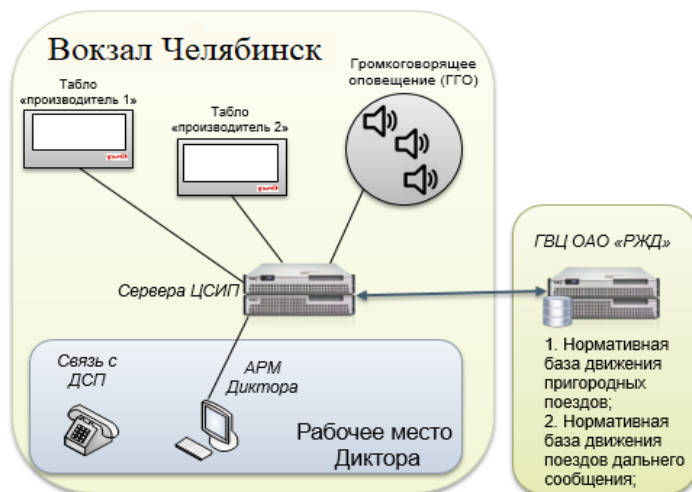 Вокзал Челябинск
Табло
«производитель 1»
Табло
«производитель 2»
Громкоговорящее
оповещение (ГГО)
Сервера ЦСИП
ГВЦ ОАО «РЖД»
1. Нормативная
база движения
пригородных
поездов;
2. Нормативная
база движения
поездов дальнего
сообщения;
Связь с
ДСП
АРМ
Диктора
Рабочее место
Диктора